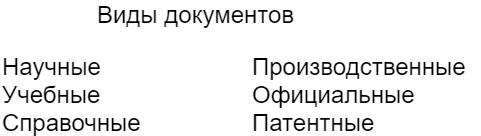 Виды документов
Научные Производственные
Учебные Официальные
Справочные Патентные